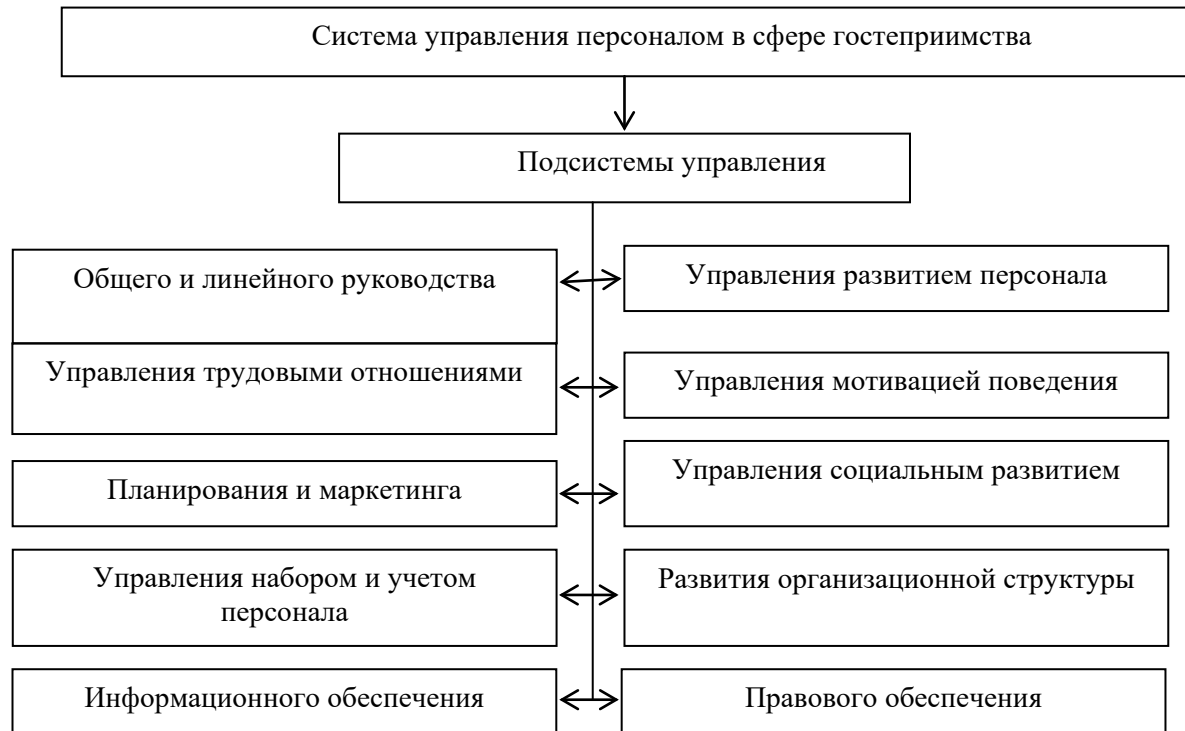 Система управления персоналом в сфере гостеприимства
Подсистемы управления
Общего и линейного руководства
Управления развитием персонала
Управления трудовыми отношениями
Управления мотивацией поведения
Планирования и маркетинга
Управления социальным развитием
Управления набором и учетом
персонала
Развития организационной структуры
Информационного обеспечения
Правового обеспечения